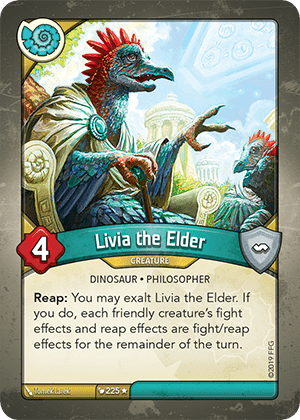 4
Livia the Elder
CREATURE
DINOSAUR • PHILOSOPHER
Reap: You may exalt Livia the Elder. If
you do, each friendly creature’s fight
effects and reap effects are fight/reap
effects for the remainder of the turn.
225★
©2019 FFG